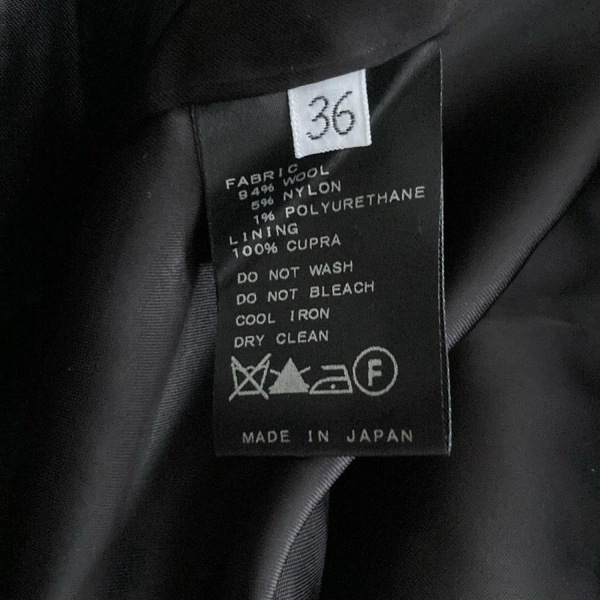 36
FABRIC
94% WOOL
5% NYLON
1% POLYURETHANE
LINING
100% CUPRA
DO NOT WASH
DO NOT BLEACH
COOL IRON
DRY CLEAN
F
MADE IN JAPAN